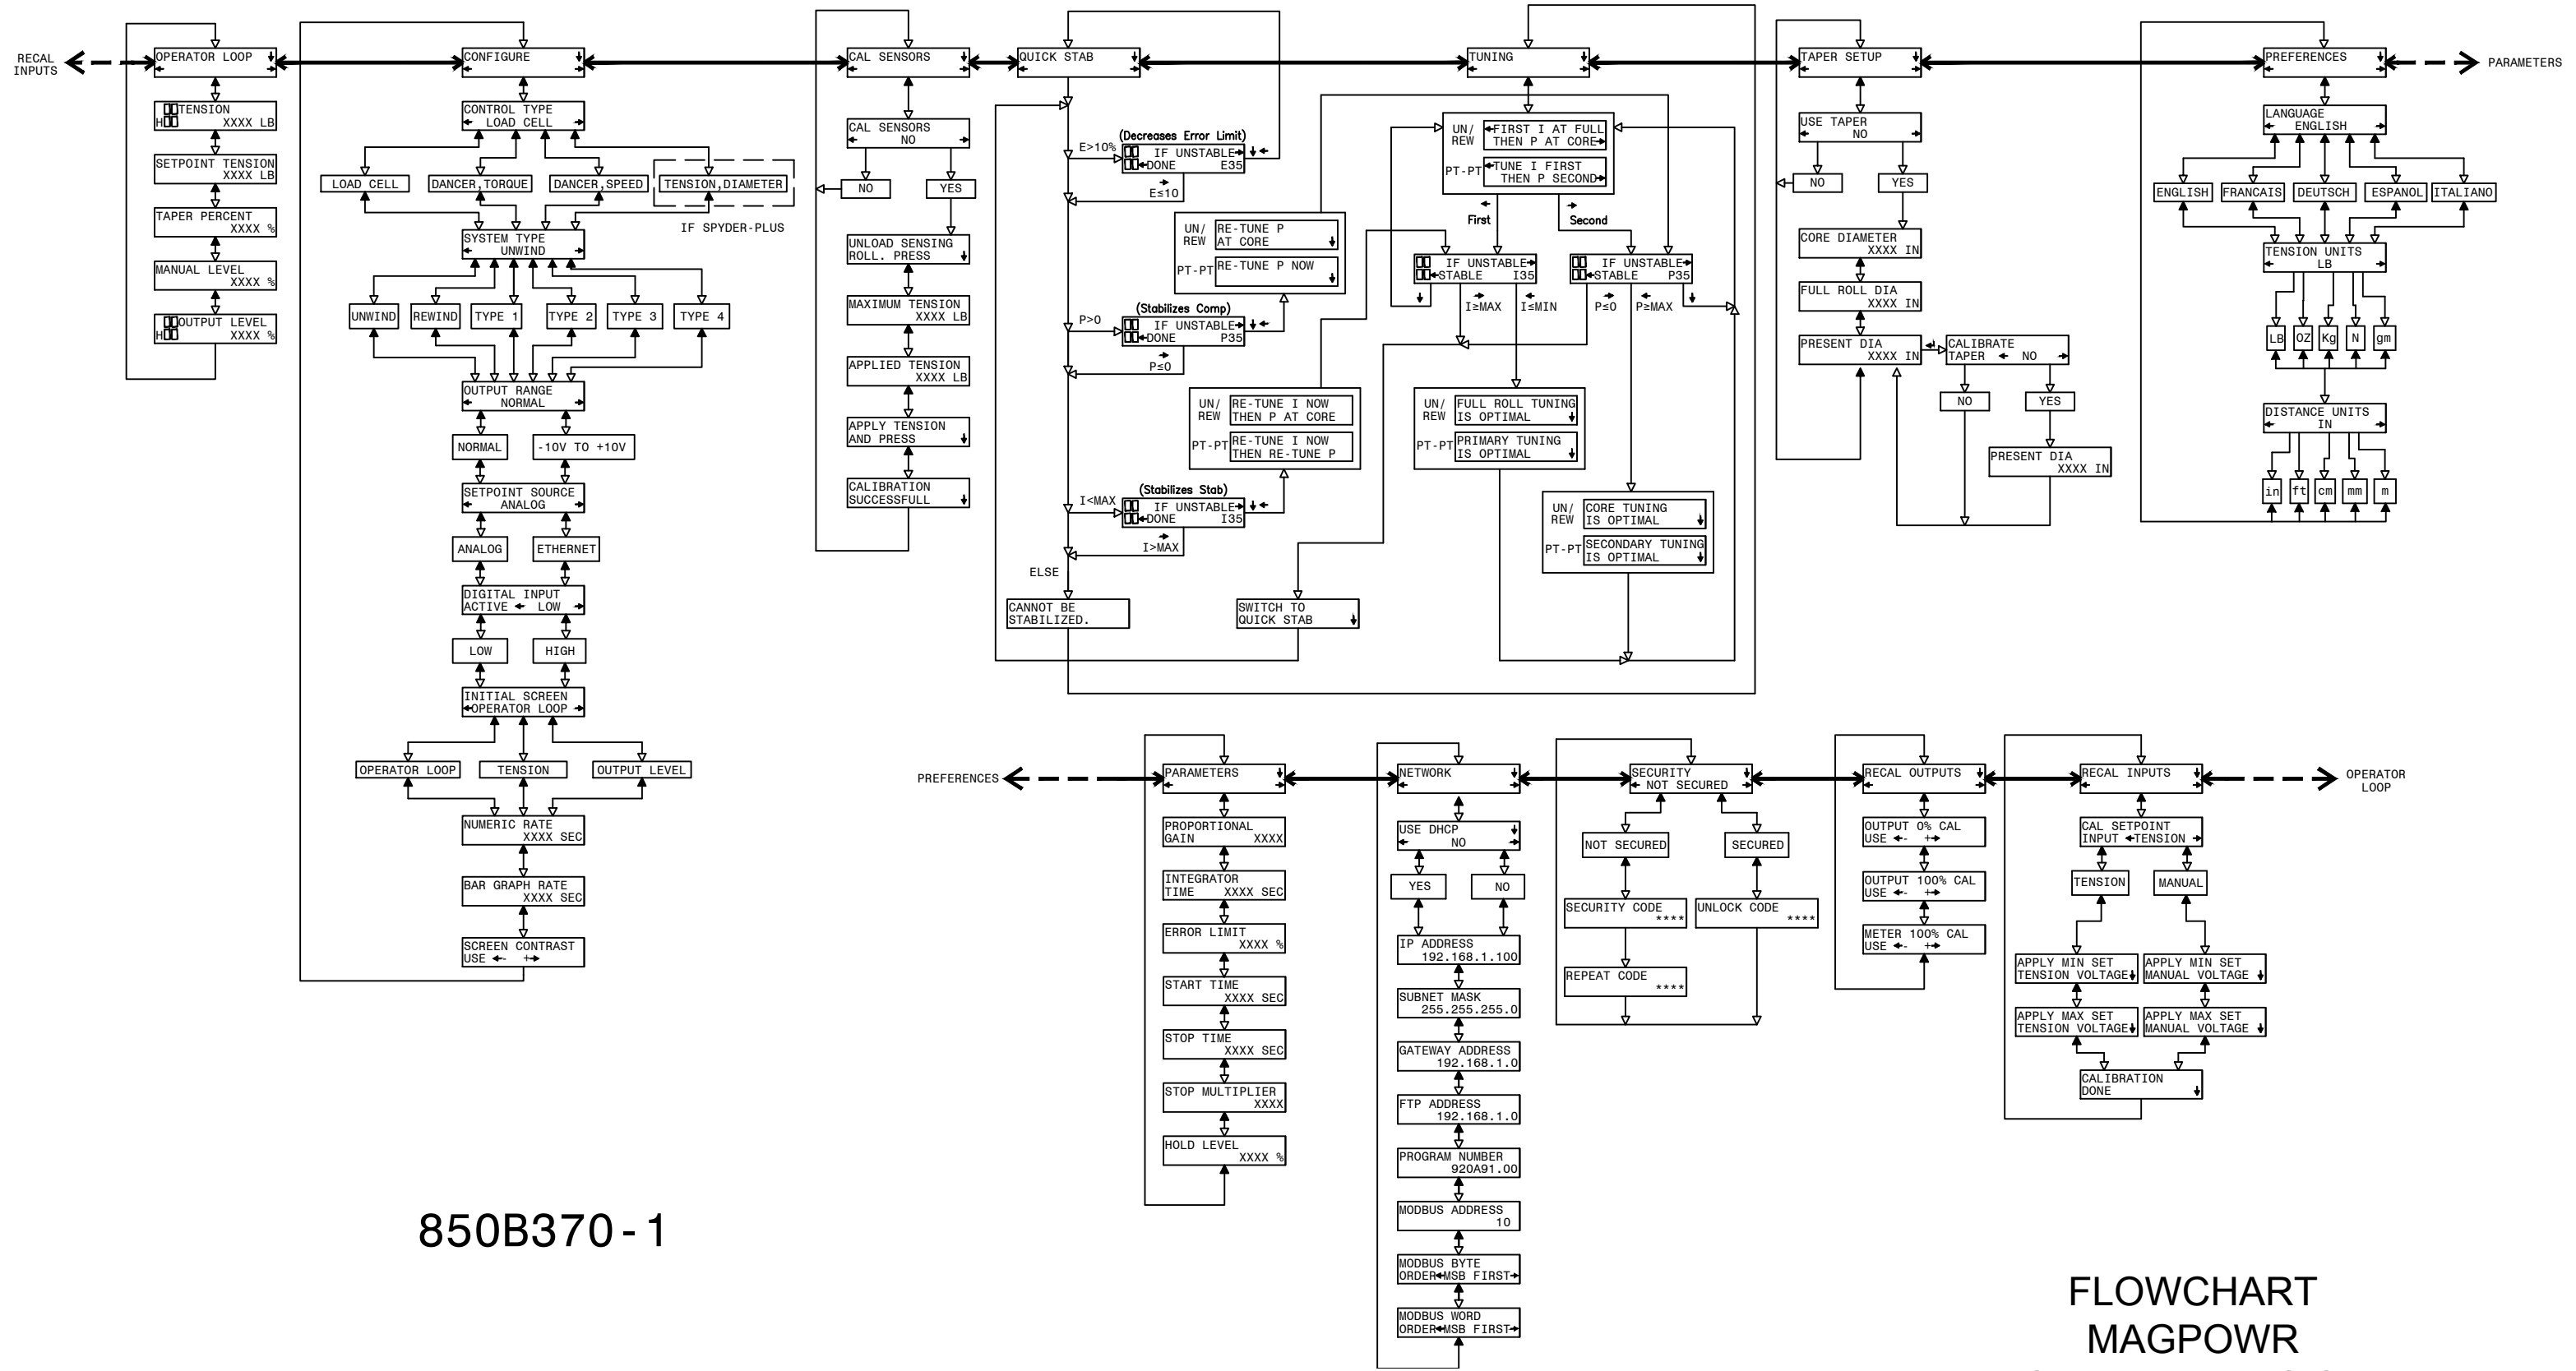 RECAL
INPUTS
OPERATOR LOOP
TENSION
H XXXX LB
SETPOINT TENSION
XXXX LB
TAPER PERCENT
XXXX %
MANUAL LEVEL
XXXX %
OUTPUT LEVEL
H XXXX %
CONFIGURE
CONTROL TYPE
LOAD CELL
LOAD CELL
DANCER,TORQUE
DANCER,SPEED
TENSION,DIAMETER
IF SPYDER-PLUS
SYSTEM TYPE
UNWIND
UNWIND
REWIND
TYPE 1
TYPE 2
TYPE 3
TYPE 4
OUTPUT RANGE
NORMAL
NORMAL
-10V TO +10V
SETPOINT SOURCE
ANALOG
ANALOG
ETHERNET
DIGITAL INPUT
ACTIVE LOW
LOW
HIGH
INITIAL SCREEN
OPERATOR LOOP
OPERATOR LOOP
TENSION
OUTPUT LEVEL
NUMERIC RATE
XXXX SEC
BAR GRAPH RATE
XXXX SEC
SCREEN CONTRAST
USE ←- +→
CAL SENSORS
CAL SENSORS
NO
NO
YES
UNLOAD SENSING
ROLL. PRESS
MAXIMUM TENSION
XXXX LB
APPLIED TENSION
XXXX LB
APPLY TENSION
AND PRESS
CALIBRATION
SUCCESSFULL
QUICK STAB
(Decreases Error Limit)
E>10%
IF UNSTABLE→
←DONE E35
E≤10
(Stabilizes Comp)
P>0
IF UNSTABLE→
←DONE P35
P≤0
(Stabilizes Stab)
I<MAX
IF UNSTABLE→
←DONE I35
I>MAX
ELSE
CANNOT BE
STABILIZED.
UN/
REW
RE-TUNE P
AT CORE
PT-PT
RE-TUNE P NOW
UN/
REW
RE-TUNE I NOW
THEN P AT CORE
PT-PT
RE-TUNE I NOW
THEN RE-TUNE P
SWITCH TO
QUICK STAB
TUNING
UN/
REW
←FIRST I AT FULL
THEN P AT CORE→
PT-PT
←TUNE I FIRST
THEN P SECOND→
First
Second
IF UNSTABLE→
←STABLE I35
IF UNSTABLE→
←STABLE P35
I≥MAX
I≤MIN
P≤0
P≥MAX
UN/
REW
FULL ROLL TUNING
IS OPTIMAL
PT-PT
PRIMARY TUNING
IS OPTIMAL
UN/
REW
CORE TUNING
IS OPTIMAL
PT-PT
SECONDARY TUNING
IS OPTIMAL
TAPER SETUP
USE TAPER
NO
NO
YES
CORE DIAMETER
XXXX IN
FULL ROLL DIA
XXXX IN
PRESENT DIA
XXXX IN
CALIBRATE
TAPER ← NO →
NO
YES
PRESENT DIA
XXXX IN
PREFERENCES
PARAMETERS
LANGUAGE
ENGLISH
ENGLISH
FRANCAIS
DEUTSCH
ESPANOL
ITALIANO
TENSION UNITS
LB
LB
OZ
Kg
N
gm
DISTANCE UNITS
IN
in
ft
cm
mm
m
PREFERENCES
PARAMETERS
PROPORTIONAL
GAIN XXXX
INTEGRATOR
TIME XXXX SEC
ERROR LIMIT
XXXX %
START TIME
XXXX SEC
STOP TIME
XXXX SEC
STOP MULTIPLIER
XXXX
HOLD LEVEL
XXXX %
NETWORK
USE DHCP
NO
YES
NO
IP ADDRESS
192.168.1.100
SUBNET MASK
255.255.255.0
GATEWAY ADDRESS
192.168.1.0
FTP ADDRESS
192.168.1.0
PROGRAM NUMBER
920A91.00
MODBUS ADDRESS
10
MODBUS BYTE
ORDER←MSB FIRST→
MODBUS WORD
ORDER←MSB FIRST→
SECURITY
NOT SECURED
NOT SECURED
SECURED
SECURITY CODE
****
UNLOCK CODE
****
REPEAT CODE
****
RECAL OUTPUTS
OUTPUT 0% CAL
USE ←- +→
OUTPUT 100% CAL
USE ←- +→
METER 100% CAL
USE ←- +→
RECAL INPUTS
OPERATOR
LOOP
CAL SETPOINT
INPUT ←TENSION →
TENSION
MANUAL
APPLY MIN SET
TENSION VOLTAGE
APPLY MIN SET
MANUAL VOLTAGE
APPLY MAX SET
TENSION VOLTAGE
APPLY MAX SET
MANUAL VOLTAGE
CALIBRATION
DONE
850B370-1
FLOWCHART
MAGPOWR